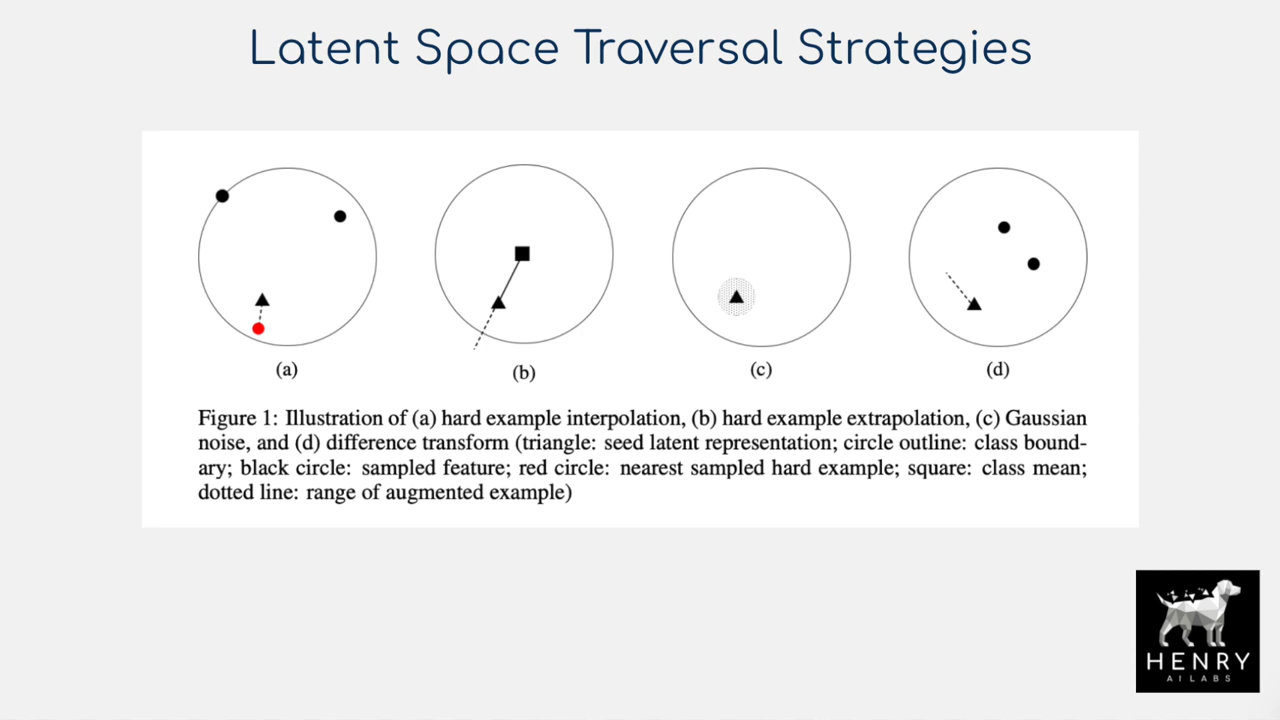 Latent Space Traversal Strategies
(a)
(b)
(c)
(d)
Figure 1: Illustration of (a) hard example interpolation, (b) hard example extrapolation, (c) Gaussian
noise, and (d) difference transform (triangle: seed latent representation; circle outline: class bound-
ary; black circle: sampled feature; red circle: nearest sampled hard example; square: class mean;
dotted line: range of augmented example)
HENRY
AI LABS